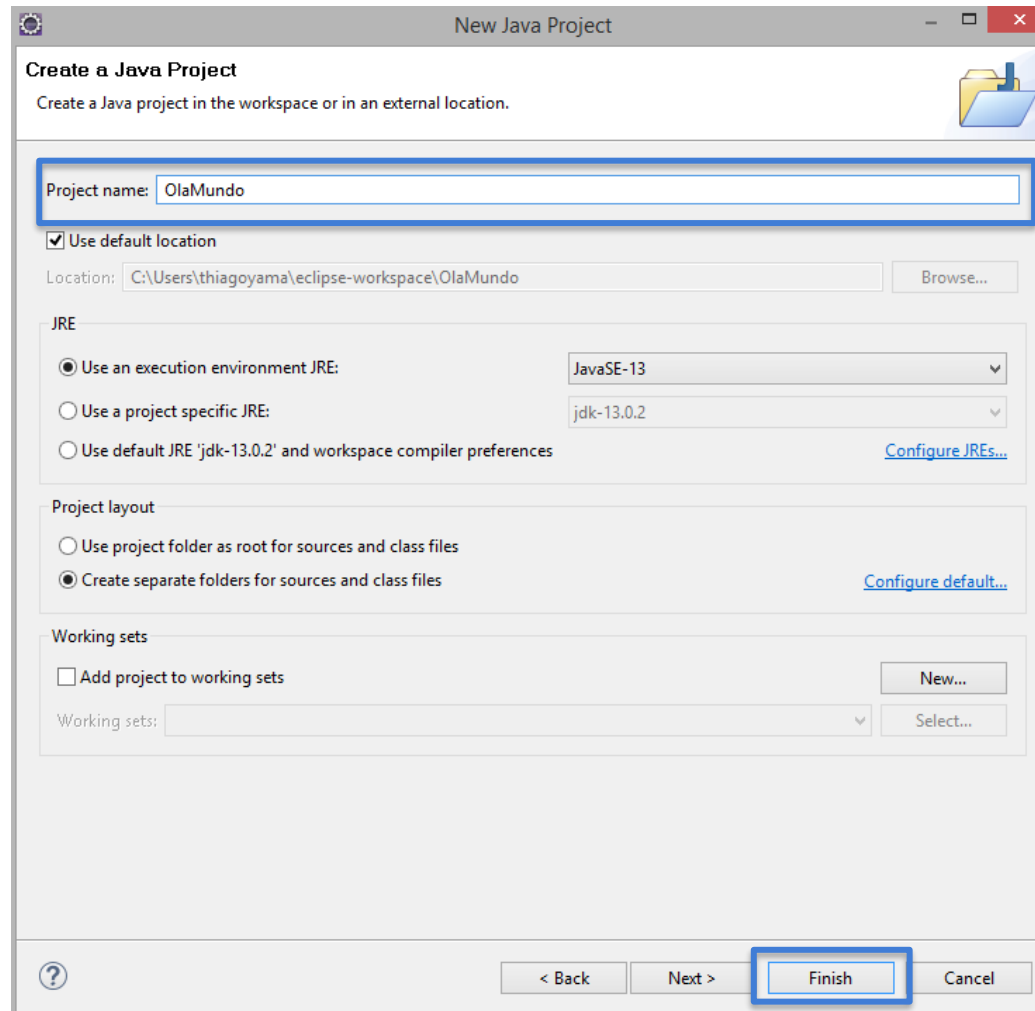 New Java Project
Create a Java Project
Create a Java project in the workspace or in an external location.
Project name: OlaMundo
Use default location
Location: C:\Users\thiagoyama\eclipse-workspace\OlaMundo Browse...
JRE
Use an execution environment JRE: JavaSE-13
Use a project specific JRE: jdk-13.0.2
Use default JRE 'jdk-13.0.2' and workspace compiler preferences Configure JREs...
Project layout
Use project folder as root for sources and class files
Create separate folders for sources and class files Configure default...
Working sets
Add project to working sets New...
Working sets: Select...
? < Back Next > Finish Cancel